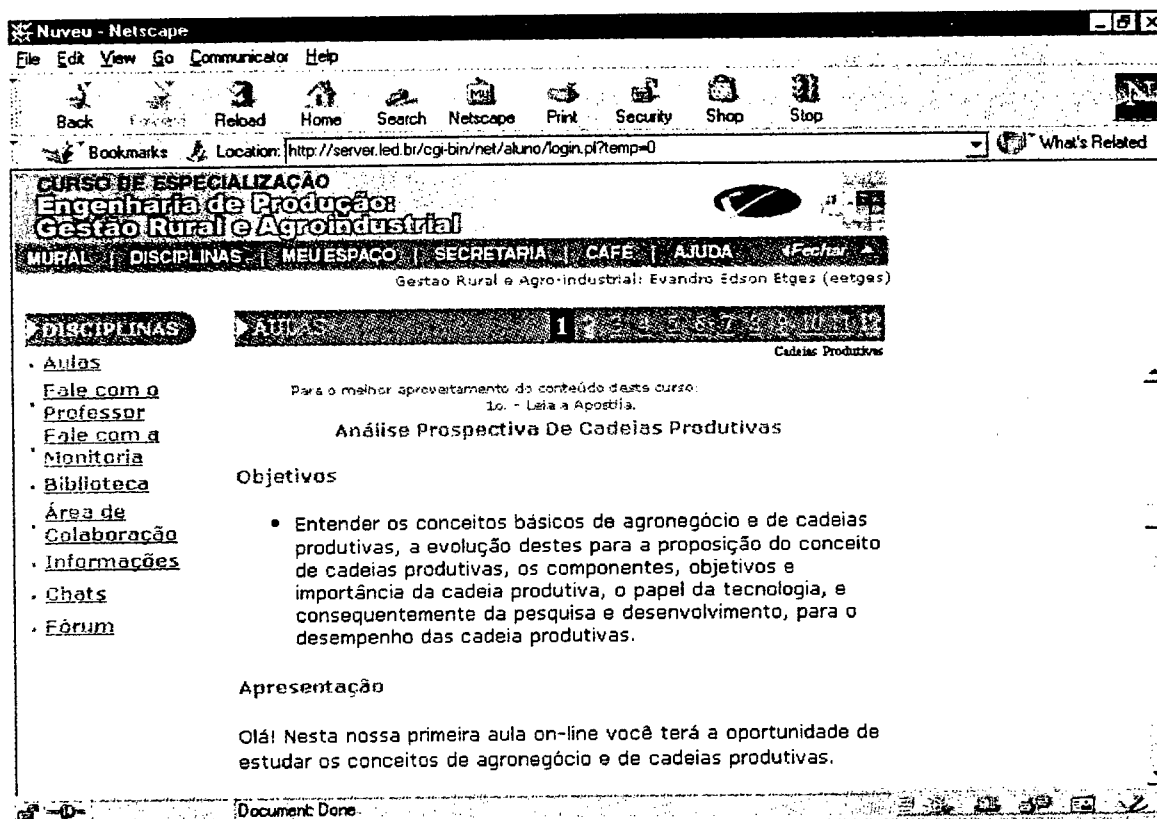 Nuveu - Netscape
File Edit View Go Communicator Help
Back Forward Reload Home Search Netscape Print Security Shop Stop
Bookmarks Location: http://server.led.br/cgi-bin/net/aluno/login.pl?temp=0 What's Related
CURSO DE ESPECIALIZAÇÃO
Engenharia de Produção:
Gestão Rural e Agroindustrial
MURAL | DISCIPLINAS | MEU ESPAÇO | SECRETARIA | CAFÉ | AJUDA Fechar
Gestao Rural e Agro-industrial: Evandro Edson Etges (eetges)
DISCIPLINAS
AULAS 1 2 3 4 5 6 7 8 9 10 11 12
Cadeias Produtivas
· Aulas
· Fale com o
Professor
· Fale com a
Monitoria
· Biblioteca
· Área de
Colaboração
· Informações
· Chats
· Fórum
Para o melhor aproveitamento do conteúdo deste curso:
1o. - Leia a Apostila.
Análise Prospectiva De Cadeias Produtivas
Objetivos
• Entender os conceitos básicos de agronegócio e de cadeias
produtivas, a evolução destes para a proposição do conceito
de cadeias produtivas, os componentes, objetivos e
importância da cadeia produtiva, o papel da tecnologia, e
consequentemente da pesquisa e desenvolvimento, para o
desempenho das cadeia produtivas.
Apresentação
Olá! Nesta nossa primeira aula on-line você terá a oportunidade de
estudar os conceitos de agronegócio e de cadeias produtivas.
Document: Done